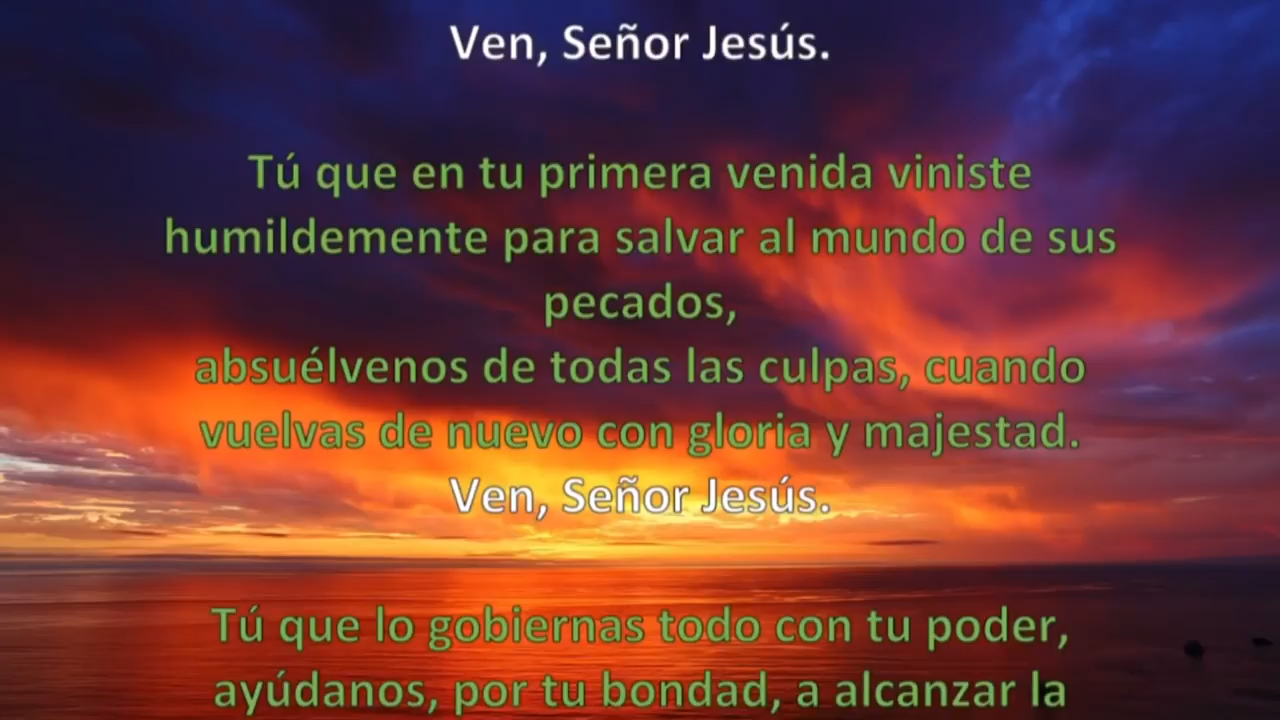 Ven, Señor Jesús.
Tú que en tu primera venida viniste
humildemente para salvar al mundo de sus
pecados,
absuélvenos de todas las culpas, cuando
vuelvas de nuevo con gloria y majestad.
Ven, Señor Jesús.
Tú que lo gobiernas todo con tu poder,
ayúdanos, por tu bondad, a alcanzar la